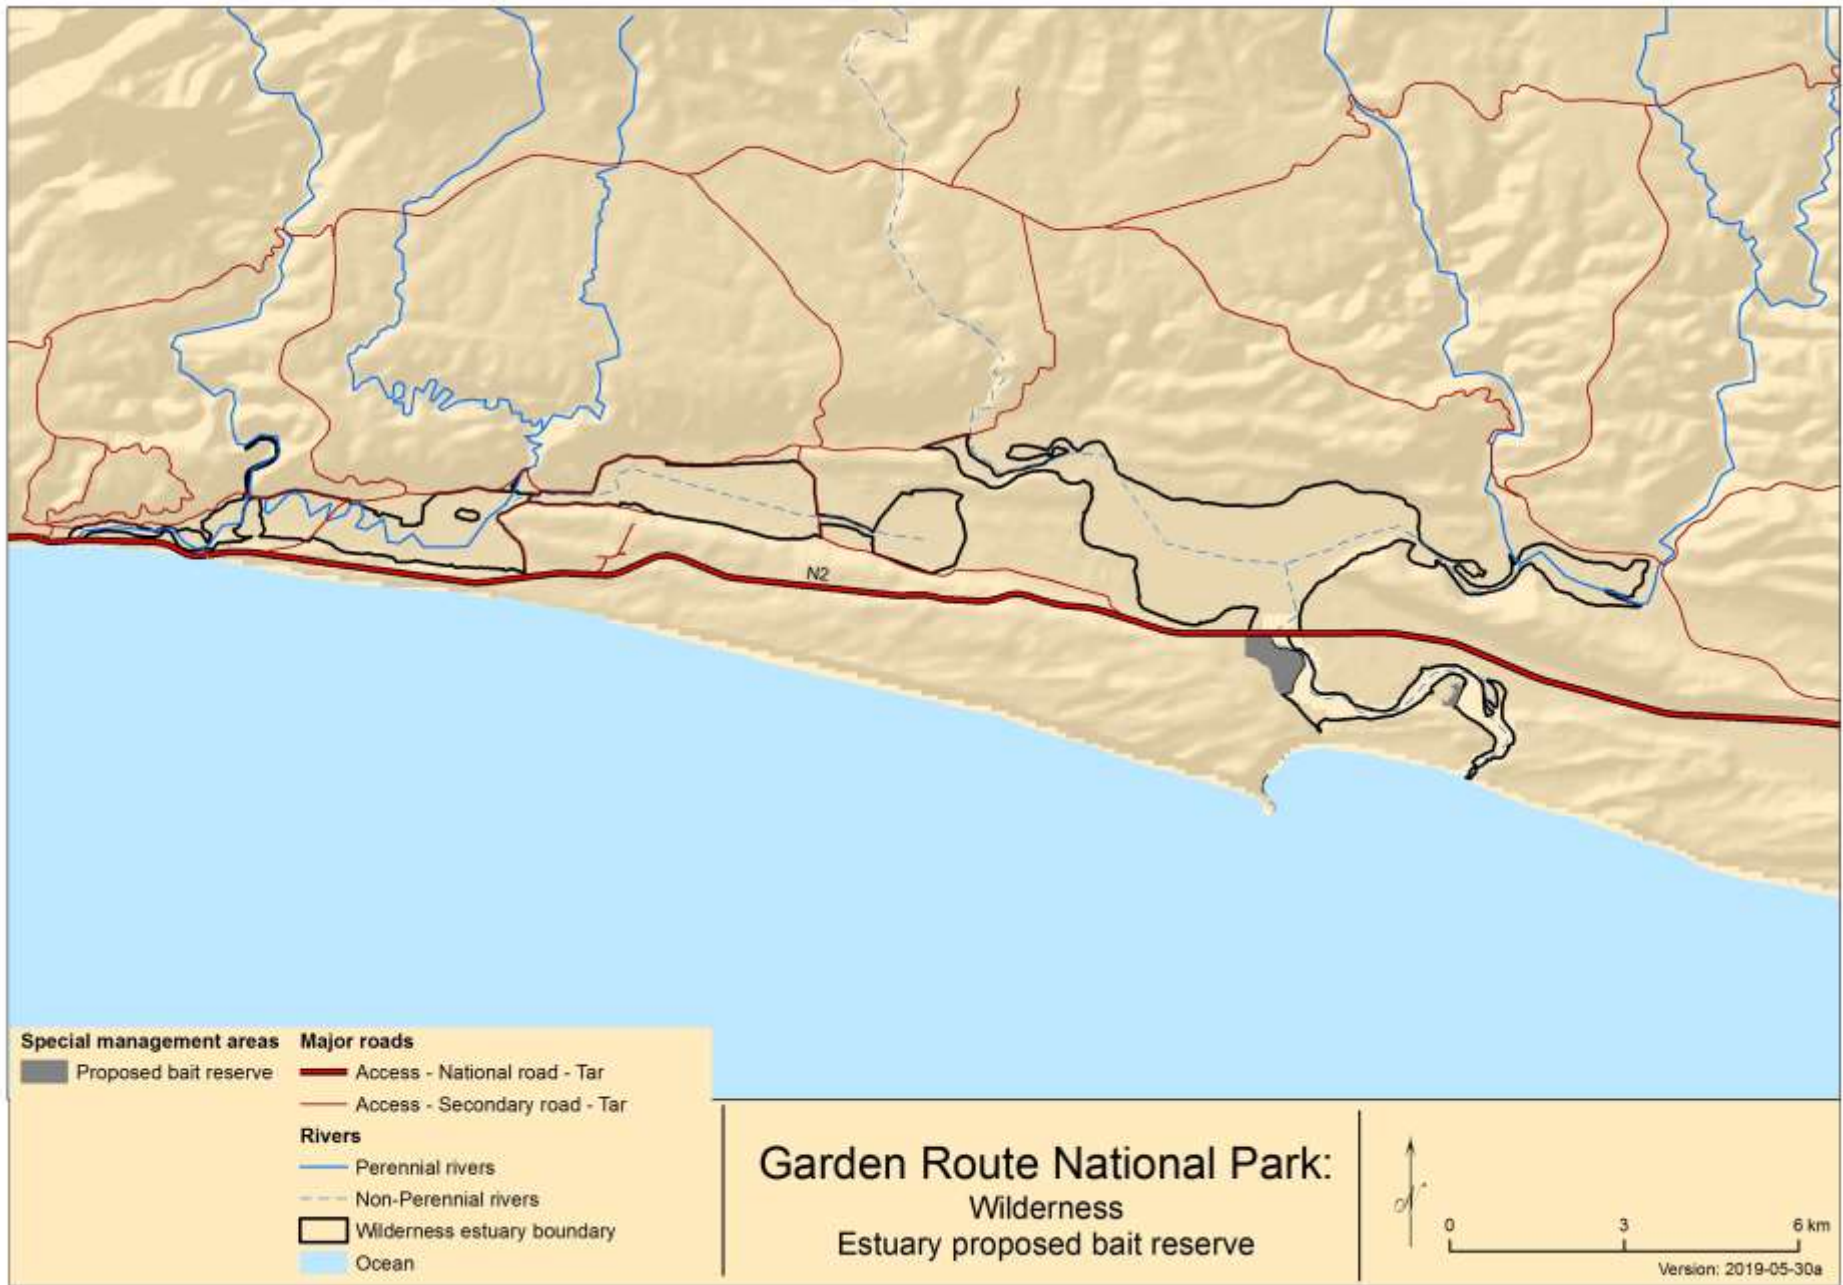 N2
Special management areas
Proposed bait reserve
Major roads
Access - National road - Tar
Access - Secondary road - Tar
Rivers
Perennial rivers
Non-Perennial rivers
Wilderness estuary boundary
Ocean
Garden Route National Park:
Wilderness
Estuary proposed bait reserve
N
0 3 6 km
Version: 2019-05-30a